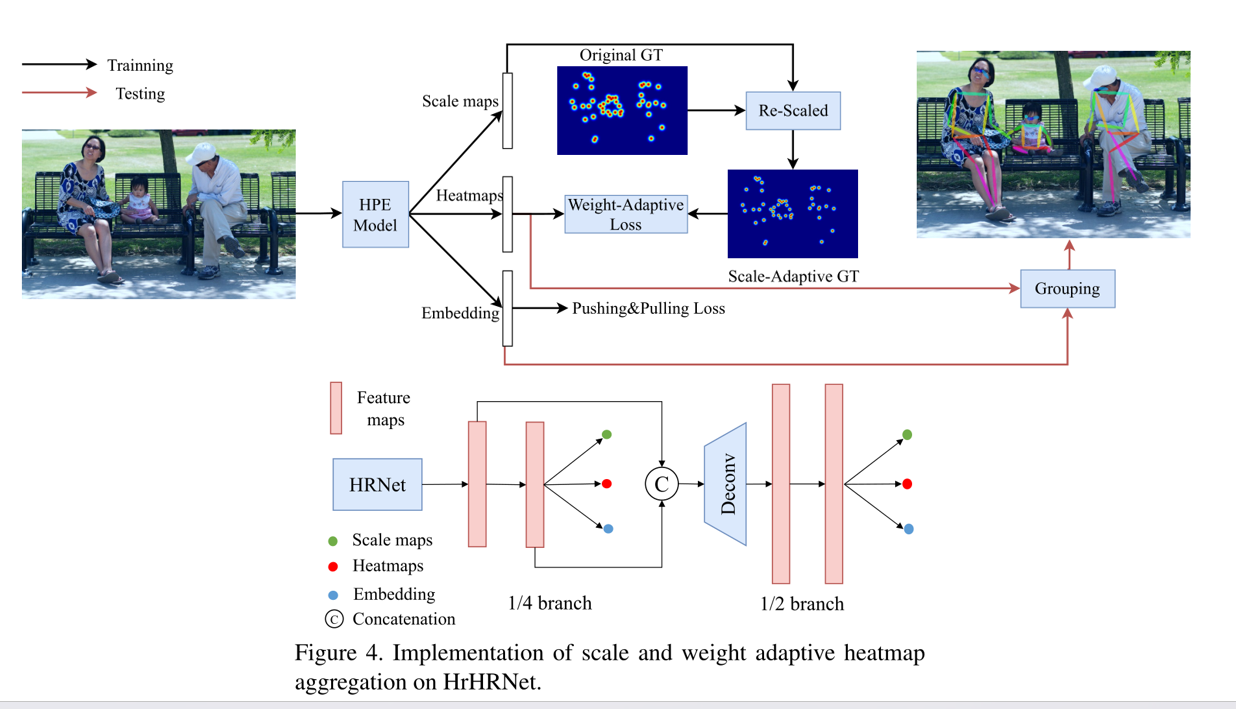 Trainning
Testing
Original GT
Scale maps
Re-Scaled
HPE
Model
Heatmaps
Weight-Adaptive
Loss
Scale-Adaptive GT
Grouping
Embedding
Pushing&Pulling Loss
Feature
maps
HRNet
C
Deconv
Scale maps
Heatmaps
Embedding
C Concatenation
1/4 branch
1/2 branch
Figure 4. Implementation of scale and weight adaptive heatmap
aggregation on HrHRNet.